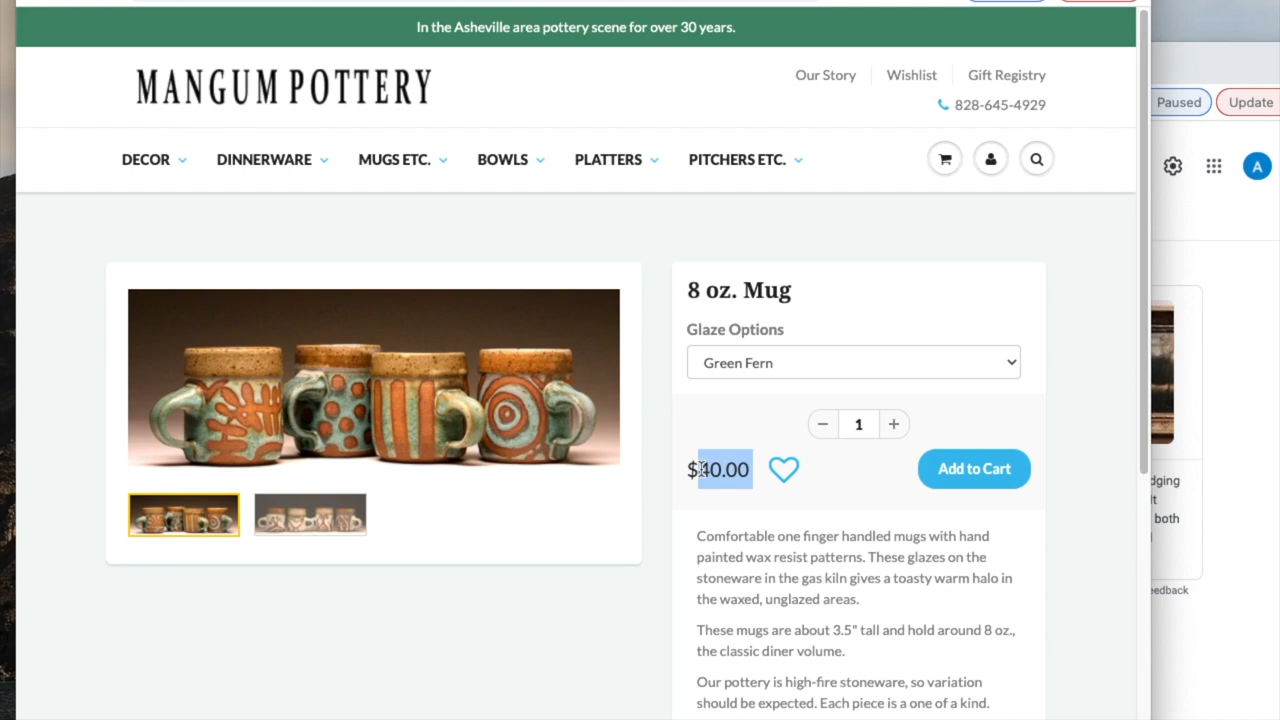 In the Asheville area pottery scene for over 30 years.
MANGUM POTTERY
Our Story
Wishlist
Gift Registry
828-645-4929
DECOR
DINNERWARE
MUGS ETC.
BOWLS
PLATTERS
PITCHERS ETC.
8 oz. Mug
Glaze Options
Green Fern
1
$40.00
Add to Cart
Comfortable one finger handled mugs with hand
painted wax resist patterns. These glazes on the
stoneware in the gas kiln gives a toasty warm halo in
the waxed, unglazed areas.
These mugs are about 3.5" tall and hold around 8 oz.,
the classic diner volume.
Our pottery is high-fire stoneware, so variation
should be expected. Each piece is a one of a kind.
Paused
Update
A
both